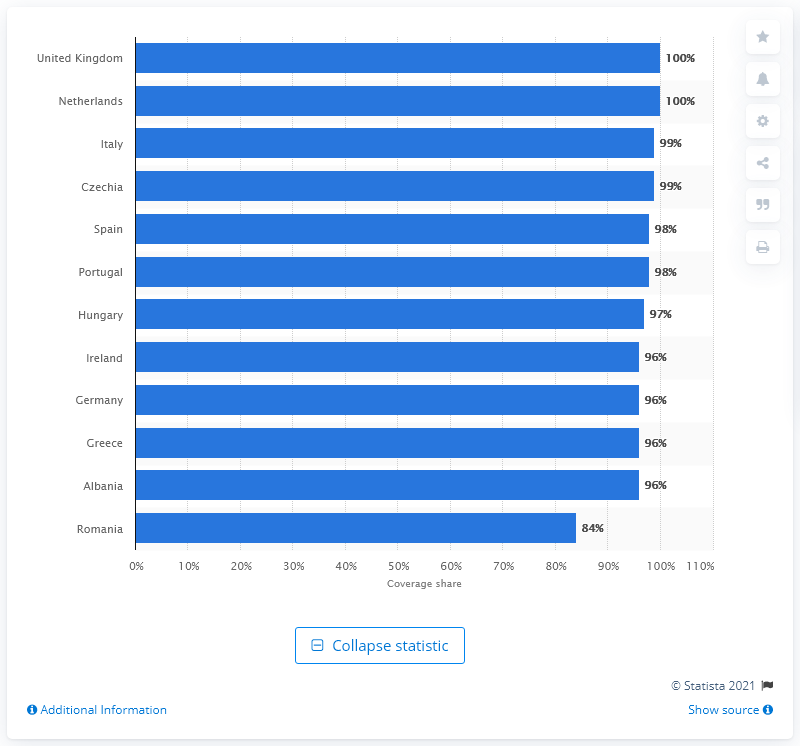 United Kingdom 100%
Netherlands 100%
Italy 99%
Czechia 99%
Spain 98%
Portugal 98%
Hungary 97%
Ireland 96%
Germany 96%
Greece 96%
Albania 96%
Romania 84%
0% 10% 20% 30% 40% 50% 60% 70% 80% 90% 100% 110%
Coverage share
Collapse statistic
© Statista 2021
Additional Information Show source